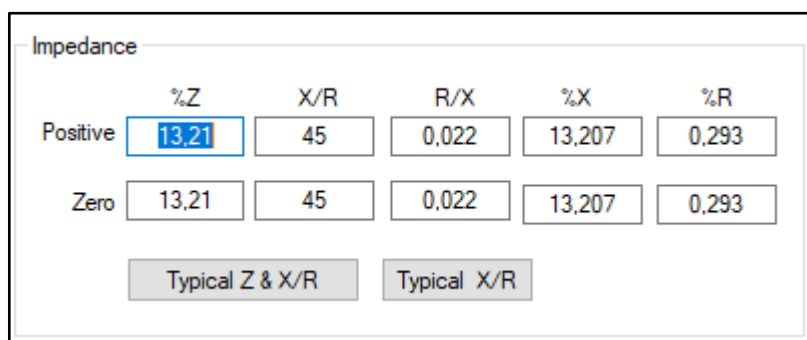 Impedance
%Z X/R R/X %X %R
Positive 13,21 45 0,022 13,207 0,293
Zero 13,21 45 0,022 13,207 0,293
Typical Z & X/R Typical X/R